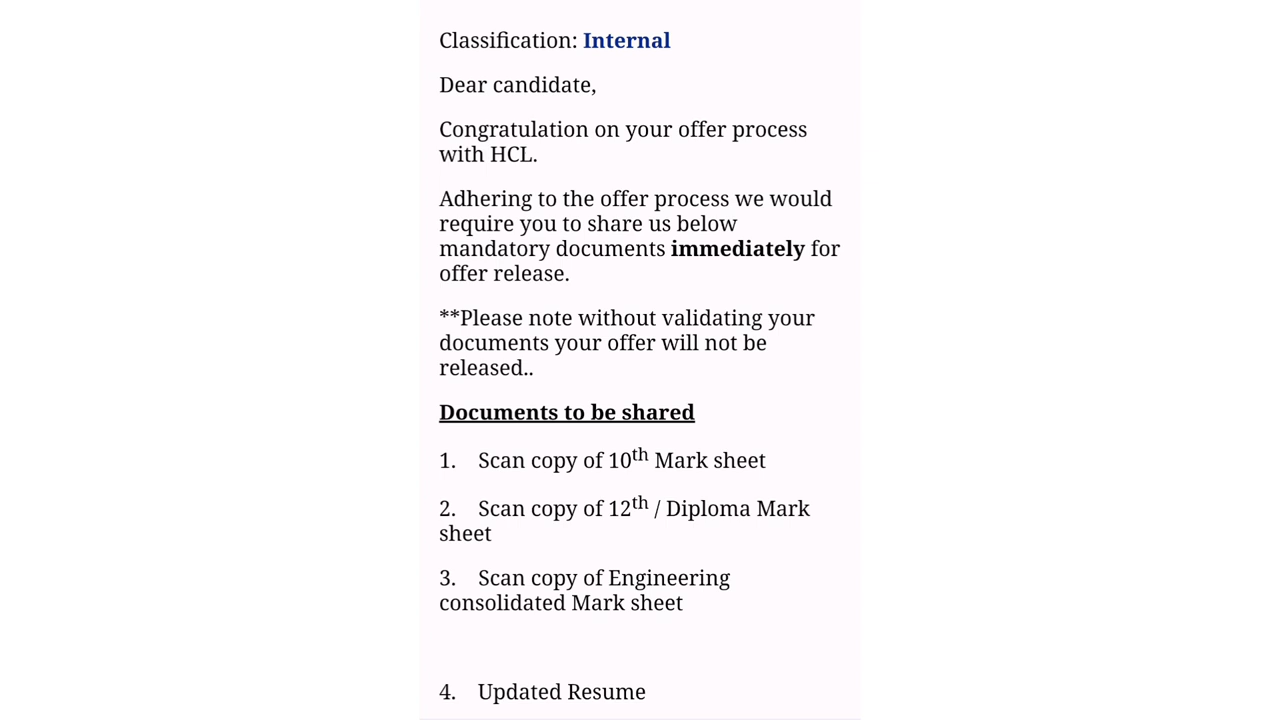 Classification: Internal
Dear candidate,
Congratulation on your offer process
with HCL.
Adhering to the offer process we would
require you to share us below
mandatory documents immediately for
offer release.
**Please note without validating your
documents your offer will not be
released..
Documents to be shared
1. Scan copy of 10th Mark sheet
2. Scan copy of 12th / Diploma Mark
sheet
3. Scan copy of Engineering
consolidated Mark sheet
4. Updated Resume